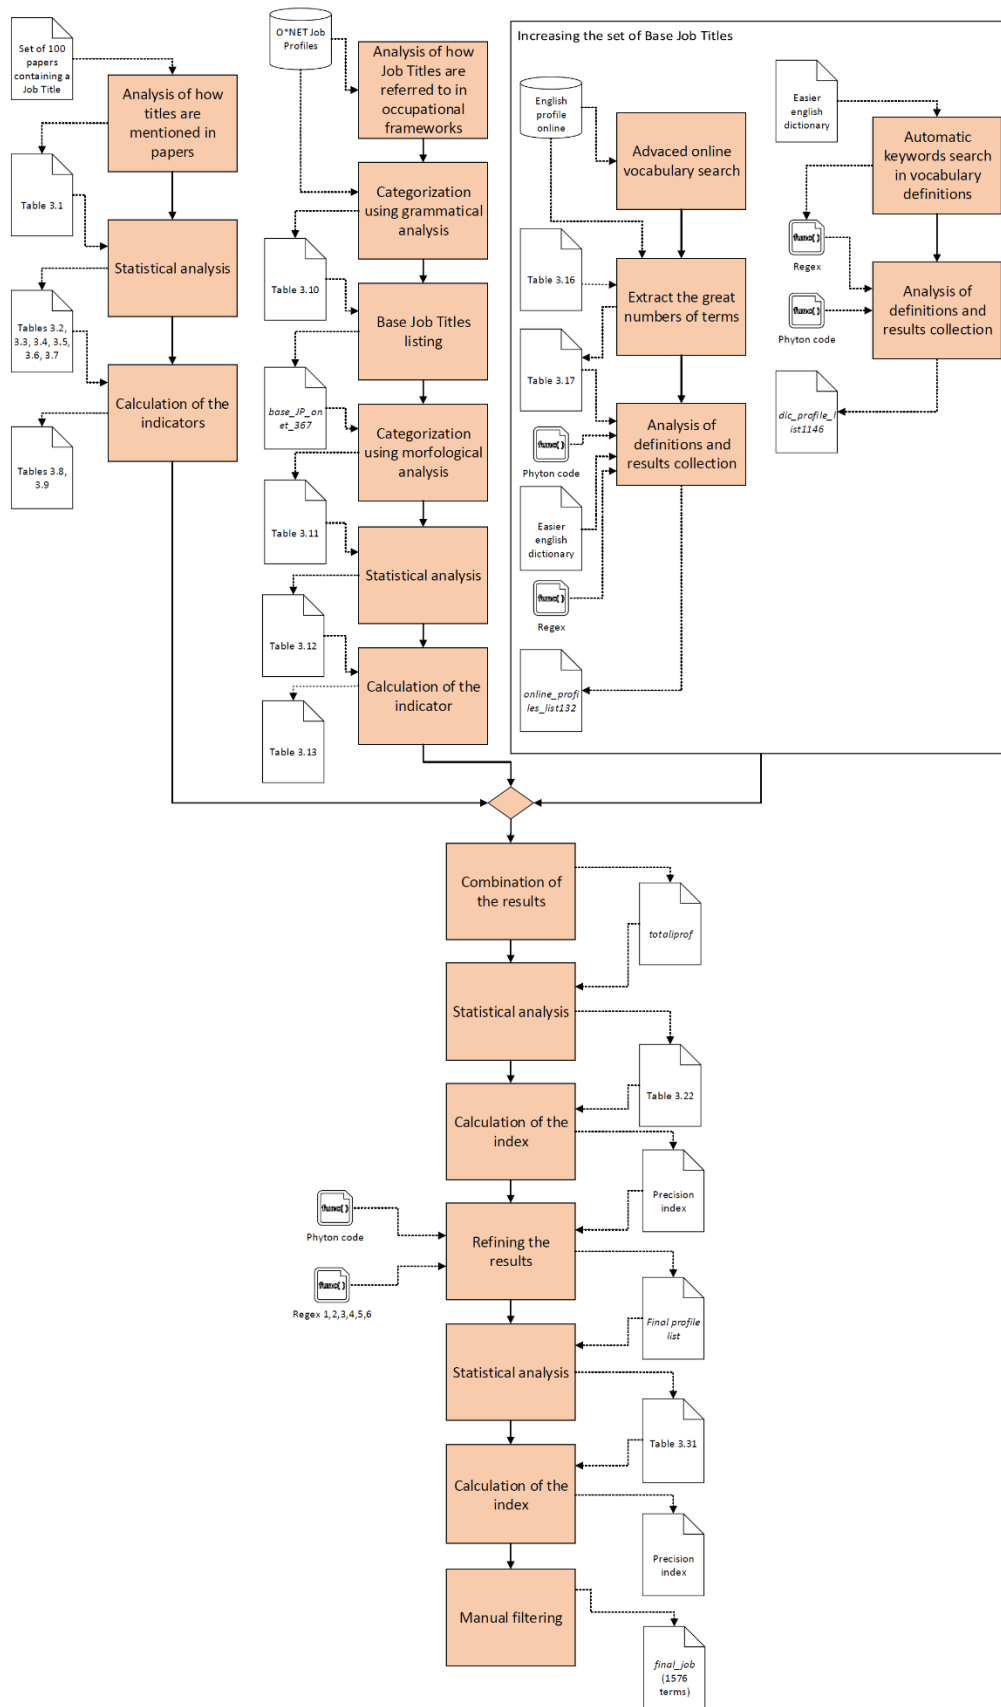 Set of 100
papers
containing a
Job Title
Analysis of how
titles are
mentioned in
papers
Table 3.1
Statistical analysis
Tables 3.2,
3.3, 3.4, 3.5,
3.6, 3.7
Calculation of the
indicators
Tables 3.8,
3.9
O*NET Job
Profiles
Analysis of how
Job Titles are
referred to in
occupational
frameworks
Categorization
using grammatical
analysis
Table 3.10
Base Job Titles
listing
base_JP_on
et_367
Categorization
using morfological
analysis
Table 3.11
Statistical analysis
Table 3.12
Calculation of the
indicator
Table 3.13
Increasing the set of Base Job Titles
English
profile
online
Advaced online
vocabulary search
Table 3.16
Extract the great
numbers of terms
Table 3.17
Analysis of
definitions and
results collection
func( )
Phyton code
Easier
english
dictionary
func( )
Regex
online_profi
les_list132
Easier
english
dictionary
Automatic
keywords search
in vocabulary
definitions
func( )
Regex
Analysis of
definitions and
results collection
func( )
Phyton code
dic_profile_l
ist1146
Combination of
the results
totaliprof
Statistical analysis
Table 3.22
Calculation of the
index
Precision
index
func( )
Phyton code
Refining the
results
func( )
Regex 1,2,3,4,5,6
Final profile
list
Statistical analysis
Table 3.31
Calculation of the
index
Precision
index
Manual filtering
final_job
(1576
terms)